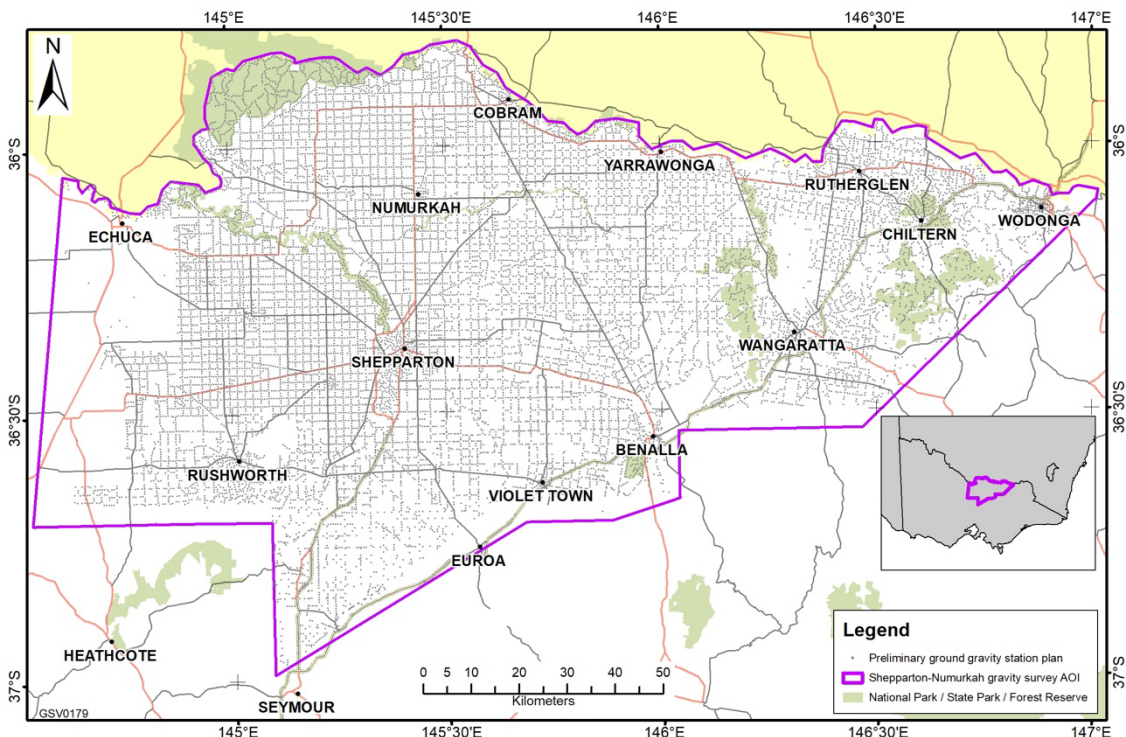 145°
145°30'
146°
146°30'
147°
N
COBRAM
36°S
36°S
YARRAWONGA
RUTHERGLEN
NUMURKAH
WODONGA
ECHUCA
CHILTERN
WANGARATTA
SHEPPARTON
36°30'S
36°30'S
BENALLA
RUSHWORTH
VIOLET TOWN
EUROA
HEATHCOTE
Legend
Preliminary ground gravity station plan
Shepparton-Numurkah gravity survey AOI
National Park / State Park / Forest Reserve
0 5 10 20 30 40 50
Kilometers
37°S
37°S
SEYMOUR
GSV0179
145°
145°30'
146°
146°30'
147°